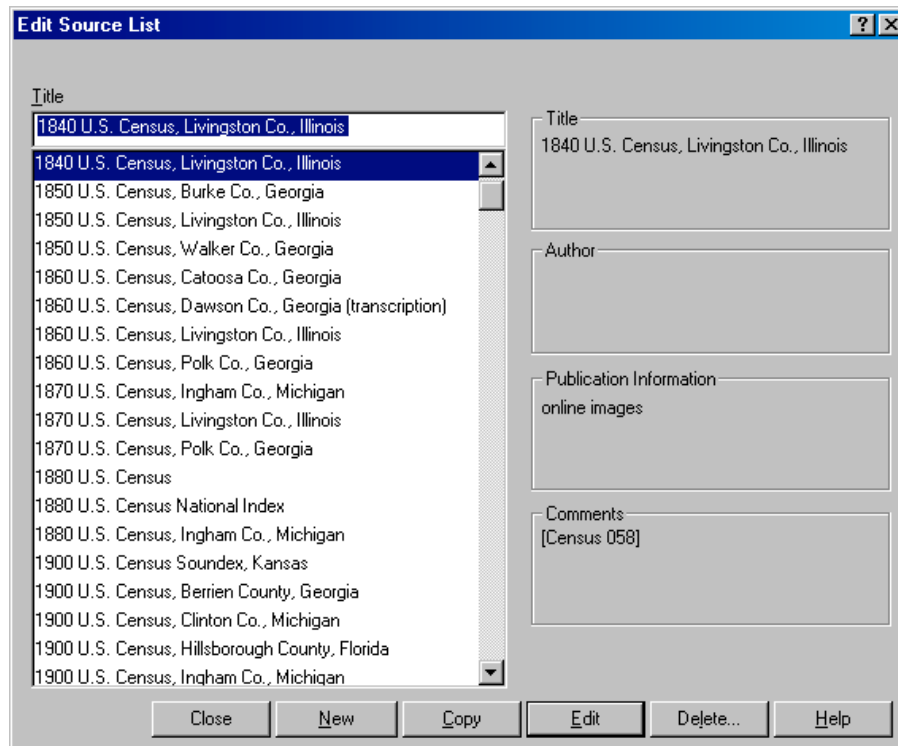 Edit Source List
Title
1840 U.S. Census, Livingston Co., Illinois
1840 U.S. Census, Livingston Co., Illinois
1850 U.S. Census, Burke Co., Georgia
1850 U.S. Census, Livingston Co., Illinois
1850 U.S. Census, Walker Co., Georgia
1860 U.S. Census, Catoosa Co., Georgia
1860 U.S. Census, Dawson Co., Georgia (transcription)
1860 U.S. Census, Livingston Co., Illinois
1860 U.S. Census, Polk Co., Georgia
1870 U.S. Census, Ingham Co., Michigan
1870 U.S. Census, Livingston Co., Illinois
1870 U.S. Census, Polk Co., Georgia
1880 U.S. Census
1880 U.S. Census National Index
1880 U.S. Census, Ingham Co., Michigan
1900 U.S. Census Soundex, Kansas
1900 U.S. Census, Berrien County, Georgia
1900 U.S. Census, Clinton Co., Michigan
1900 U.S. Census, Hillsborough County, Florida
1900 U.S. Census, Ingham Co., Michigan
Title
1840 U.S. Census, Livingston Co., Illinois
Author
Publication Information
online images
Comments
[Census 058]
Close New Copy Edit Delete... Help